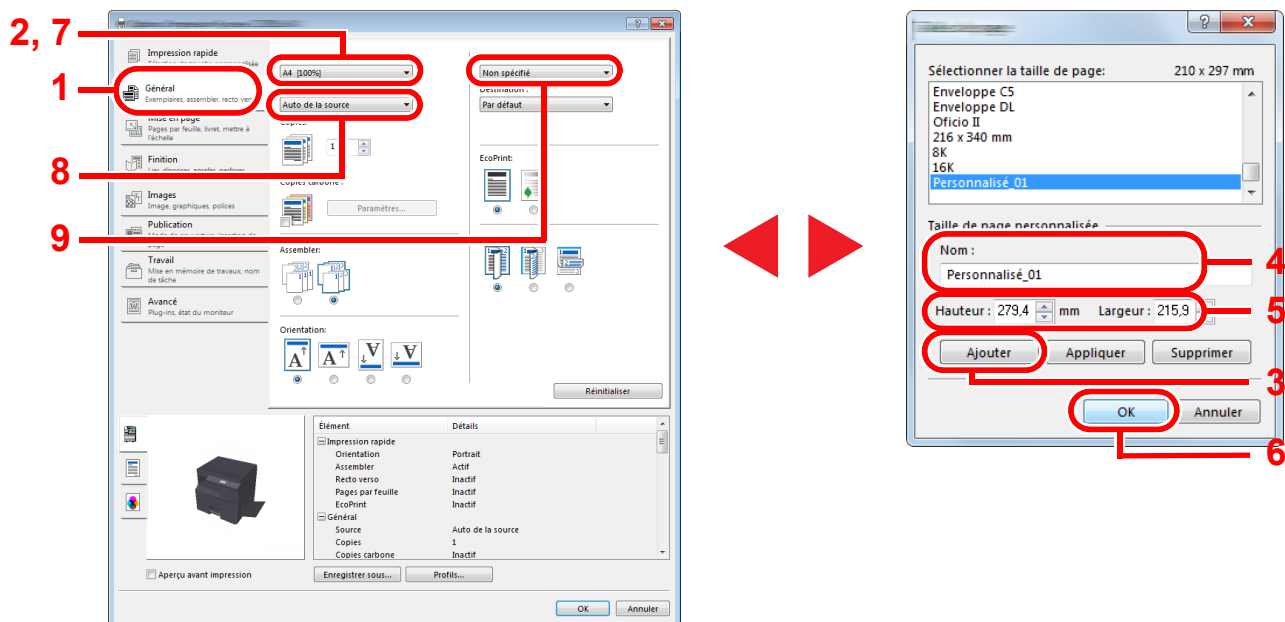 2, 7
1
8
9
Impression rapide
Général
Exemplaires, assembler, recto vers
Mise en page
Pages par feuille, livret, mettre à
l'échelle
Finition
Images
Image, graphiques, polices
Publication
page
Travail
Mise en mémoire de travaux, nom
de tâche
Avancé
Plug-ins, état du moniteur
A4 [100%]
Auto de la source
Copies:
1
Copies carbone :
Paramètres...
Assembler:
Orientation:
Non spécifié
Destination :
Par défaut
EcoPrint:
Réinitialiser
Élément Détails
Impression rapide
Orientation Portrait
Assembler Actif
Recto verso Inactif
Pages par feuille Inactif
EcoPrint Inactif
Général
Source Auto de la source
Copies 1
Copies carbone Inactif
Aperçu avant impression
Enregistrer sous...
Profils...
OK
Annuler
Sélectionner la taille de page: 210 x 297 mm
Enveloppe C5
Enveloppe DL
Oficio II
216 x 340 mm
8K
16K
Personnalisé_01
Taille de page personnalisée
Nom :
Personnalisé_01
4
Hauteur : 279,4 mm Largeur : 215,9
5
Ajouter
Appliquer
Supprimer
3
OK
Annuler
6